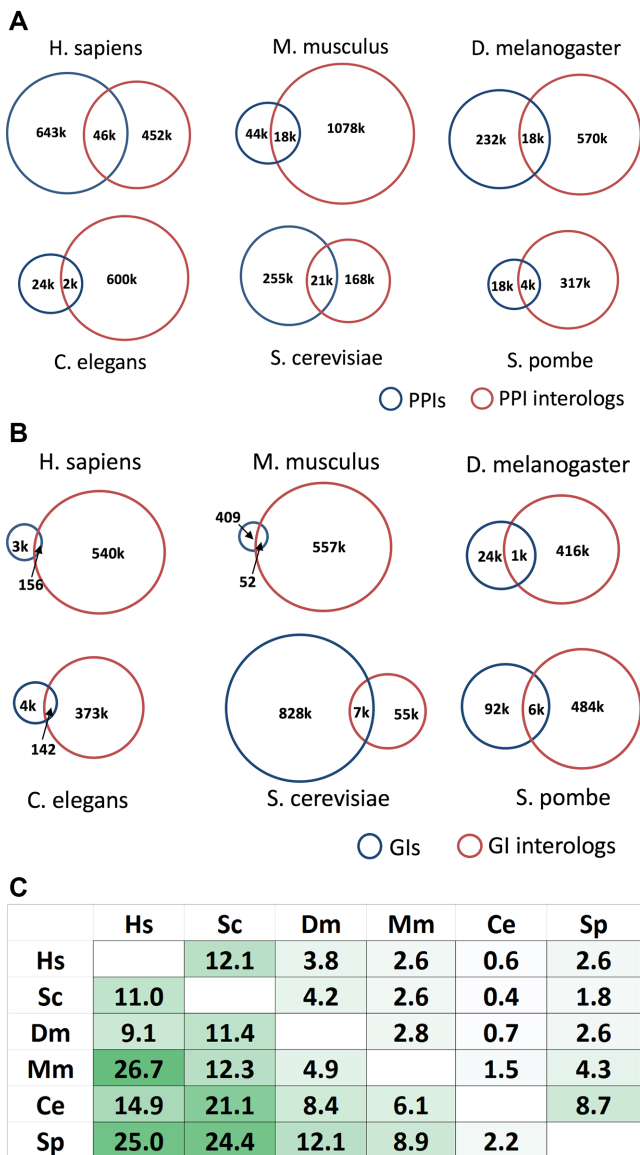 A
H. sapiens M. musculus D. melanogaster
643k 46k 452k 44k 18k 1078k 232k 18k 570k
24k 2k 600k 255k 21k 168k 18k 4k 317k
C. elegans S. cerevisiae S. pombe
PPIs PPI interologs
B
H. sapiens M. musculus D. melanogaster
3k 156 540k 409 52 557k 24k 1k 416k
4k 142 373k 828k 7k 55k 92k 6k 484k
C. elegans S. cerevisiae S. pombe
GIs GI interologs
C
Hs Sc Dm Mm Ce Sp
Hs 12.1 3.8 2.6 0.6 2.6
Sc 11.0 4.2 2.6 0.4 1.8
Dm 9.1 11.4 2.8 0.7 2.6
Mm 26.7 12.3 4.9 1.5 4.3
Ce 14.9 21.1 8.4 6.1 8.7
Sp 25.0 24.4 12.1 8.9 2.2